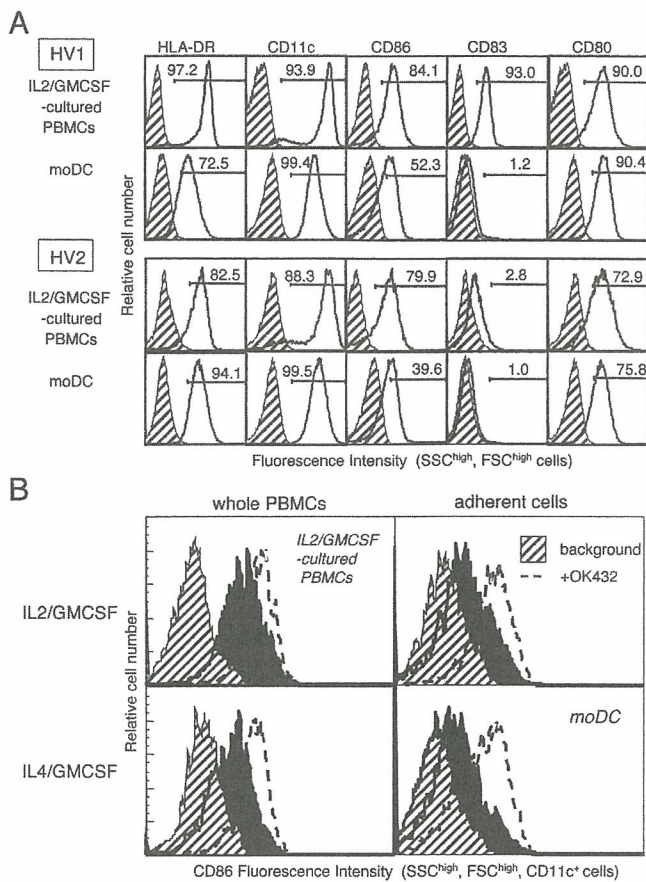 A
HLA-DR CD11c CD86 CD83 CD80
HV1
IL2/GMCSF
-cultured
PBMCs
97.2 93.9 84.1 93.0 90.0
moDC
72.5 99.4 52.3 1.2 90.4
HV2
IL2/GMCSF
-cultured
PBMCs
82.5 88.3 79.9 2.8 72.9
moDC
94.1 99.5 39.6 1.0 75.8
Relative cell number
Fluorescence Intensity (SSChigh, FSChigh cells)
B
whole PBMCs adherent cells
IL2/GMCSF
IL2/GMCSF
-cultured
PBMCs
background
+OK432
Relative cell number
IL4/GMCSF
moDC
CD86 Fluorescence Intensity (SSChigh, FSChigh, CD11c+ cells)